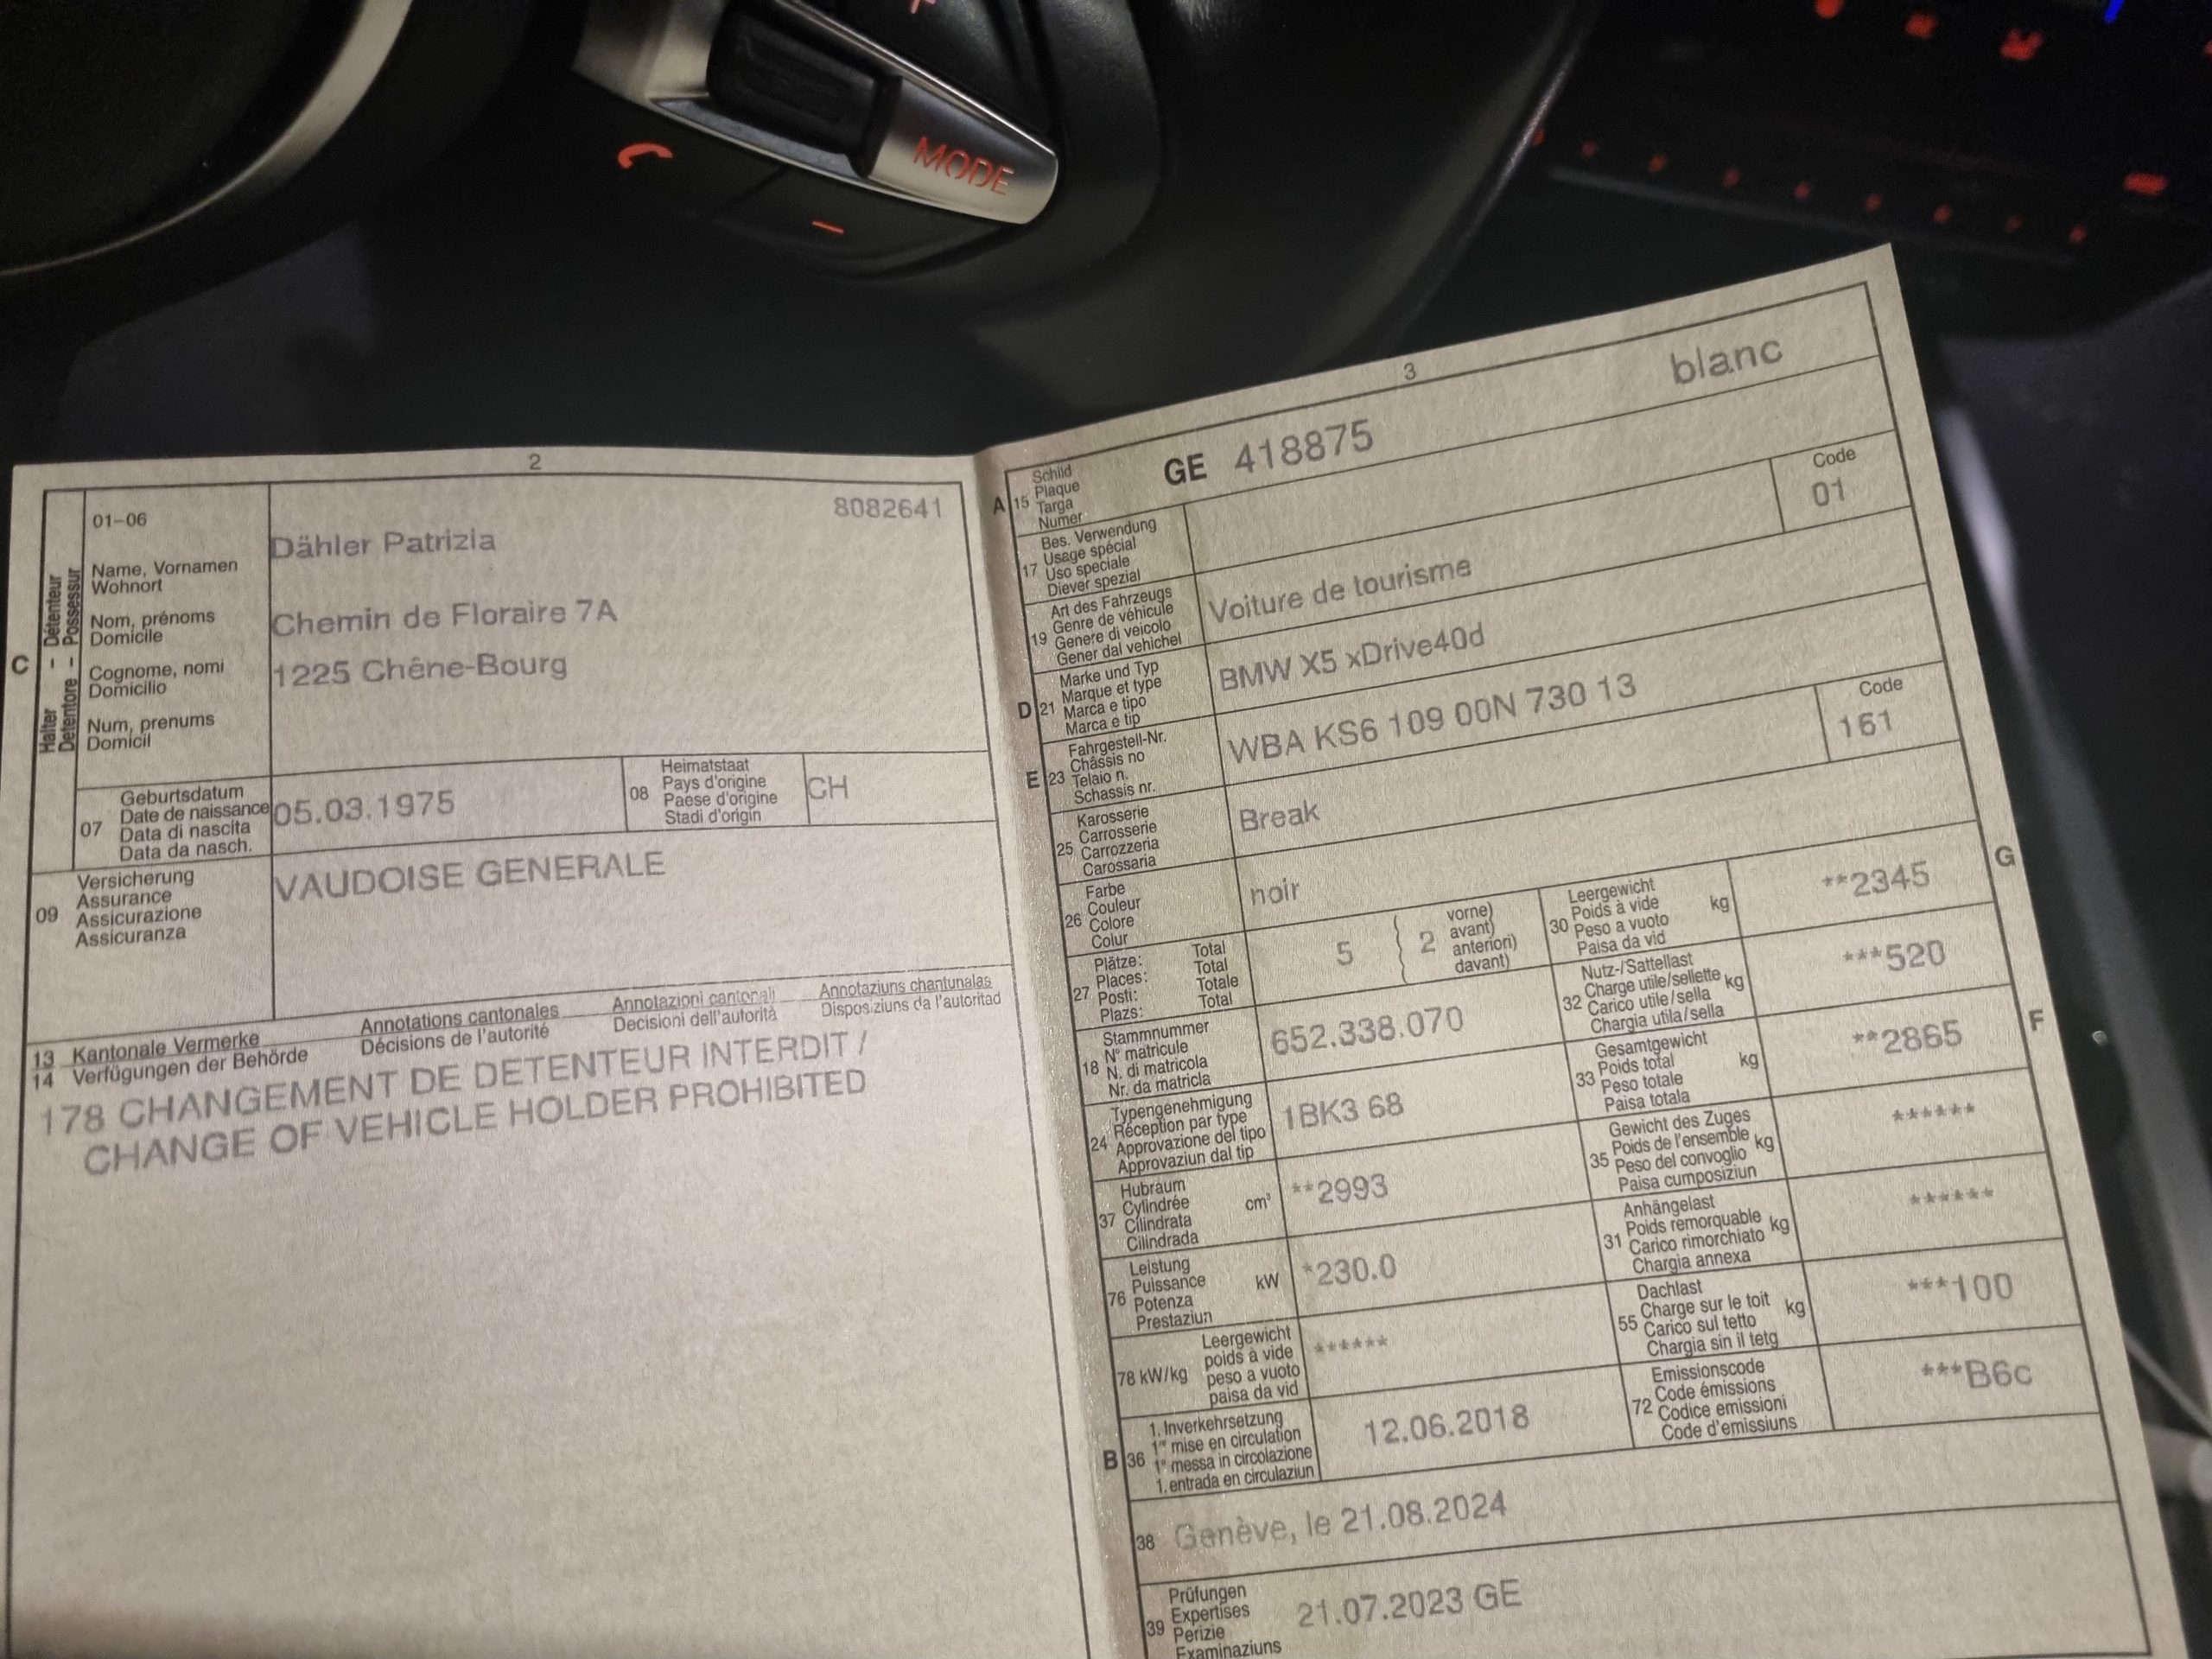 MODE
2
8082641
01-06
Halter - Détenteur
Detentore - Possessur
C
Name, Vornamen
Wohnort
Nom, prénoms
Domicile
Cognome, nomi
Domicilio
Num, prenums
Domicil
Dähler Patrizia
Chemin de Floraire 7A
1225 Chêne-Bourg
07
Geburtsdatum
Date de naissance
Data di nascita
Data da nasch.
05.03.1975
08
Heimatstaat
Pays d'origine
Paese d'origine
Stadi d'origin
CH
09
Versicherung
Assurance
Assicurazione
Assicuranza
VAUDOISE GENERALE
13 Kantonale Vermerke Annotations cantonales Annotazioni cantonali Annotaziuns chantunalas
14 Verfügungen der Behörde Décisions de l'autorité Decisioni dell'autorità Disposiziuns da l'autoritad
178 CHANGEMENT DE DETENTEUR INTERDIT /
CHANGE OF VEHICLE HOLDER PROHIBITED
3
A 15
Schild
Plaque
Targa
Numer
GE 418875
blanc
17
Bes. Verwendung
Usage spécial
Uso speciale
Diever spezial
Code
01
19
Art des Fahrzeugs
Genre de véhicule
Genere di veicolo
Gener dal vehichel
Voiture de tourisme
D 21
Marke und Typ
Marque et type
Marca e tipo
Marca e tip
BMW X5 xDrive40d
E 23
Fahrgestell-Nr.
Châssis no
Telaio n.
Schassis nr.
WBA KS6 109 00N 730 13
25
Karosserie
Carrosserie
Carrozzeria
Carossaria
Break
Code
161
26
Farbe
Couleur
Colore
Colur
noir
27
Plätze: Total
Places: Total
Posti: Totale
Plazs: Total
5
2
vorne)
avant)
anteriori)
davant)
30
Leergewicht
Poids à vide
Peso a vuoto
Paisa da vid
kg
**2345
G
18
Stammnummer
N° matricule
N. di matricola
Nr. da matricla
652.338.070
32
Nutz-/Sattellast
Charge utile/sellette
Carico utile/sella
Chargia utila/sella
kg
***520
24
Typengenehmigung
Réception par type
Approvazione del tipo
Approvaziun dal tip
1BK3 68
33
Gesamtgewicht
Poids total
Peso totale
Paisa totala
kg
**2865
F
37
Hubraum
Cylindrée
Cilindrata
Cilindrada
cm³
**2993
35
Gewicht des Zuges
Poids de l'ensemble
Peso del convoglio
Paisa cumposiziun
kg
******
76
Leistung
Puissance
Potenza
Prestaziun
kW
*230.0
31
Anhängelast
Poids remorquable
Carico rimorchiato
Chargia annexa
kg
******
78 kW/kg
Leergewicht
poids à vide
peso a vuoto
paisa da vid
******
55
Dachlast
Charge sur le toit
Carico sul tetto
Chargia sin il tetg
kg
***100
B 36
1. Inverkehrsetzung
1re mise en circulation
1a messa in circolazione
1. entrada en circulaziun
12.06.2018
72
Emissionscode
Code émissions
Codice emissioni
Code d'emissiuns
***B6c
38
Genève, le 21.08.2024
39
Prüfungen
Expertises
Perizie
Examinaziuns
21.07.2023 GE